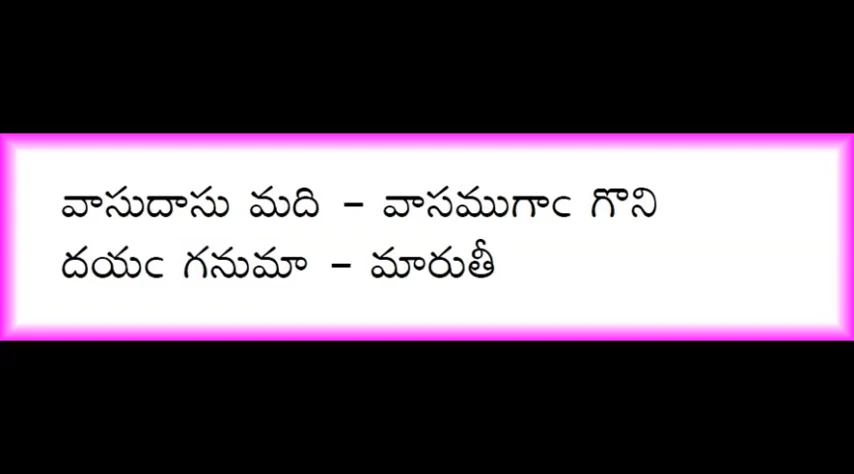 వాసుదాసు మది - వాసముగాఁ గొని
దయఁ గనుమా - మారుతీ